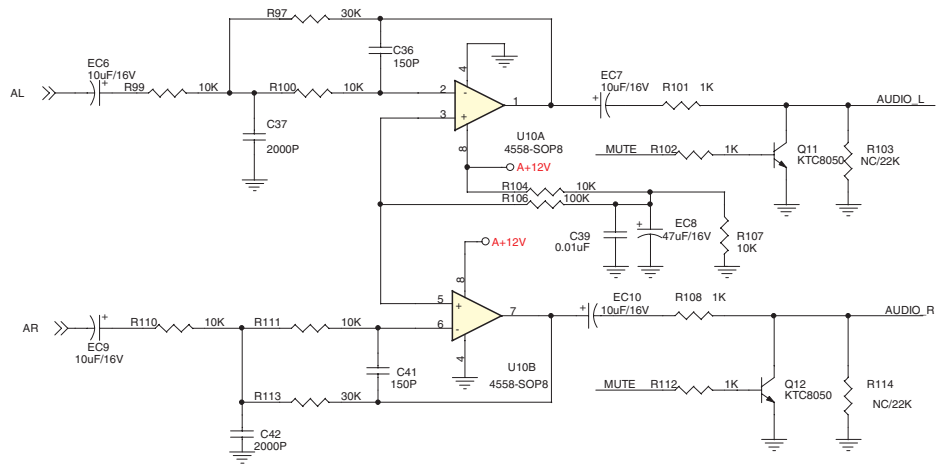 R97 30K
C36
150P
EC6
10uF/16V
AL
R99 10K
R100 10K
C37
2000P
4
2
-
3
+
1
8
U10A
4558-SOP8
A+12V
EC7
10uF/16V
R101 1K
AUDIO_L
MUTE R102 1K
Q11
KTC8050
R103
NC/22K
R104 10K
R106 100K
C39
0.01uF
EC8
47uF/16V
R107
10K
A+12V
8
5
+
6
-
7
4
U10B
4558-SOP8
AR
EC9
10uF/16V
R110 10K
R111 10K
C41
150P
R113 30K
C42
2000P
EC10
10uF/16V
R108 1K
AUDIO_R
MUTE R112 1K
Q12
KTC8050
R114
NC/22K